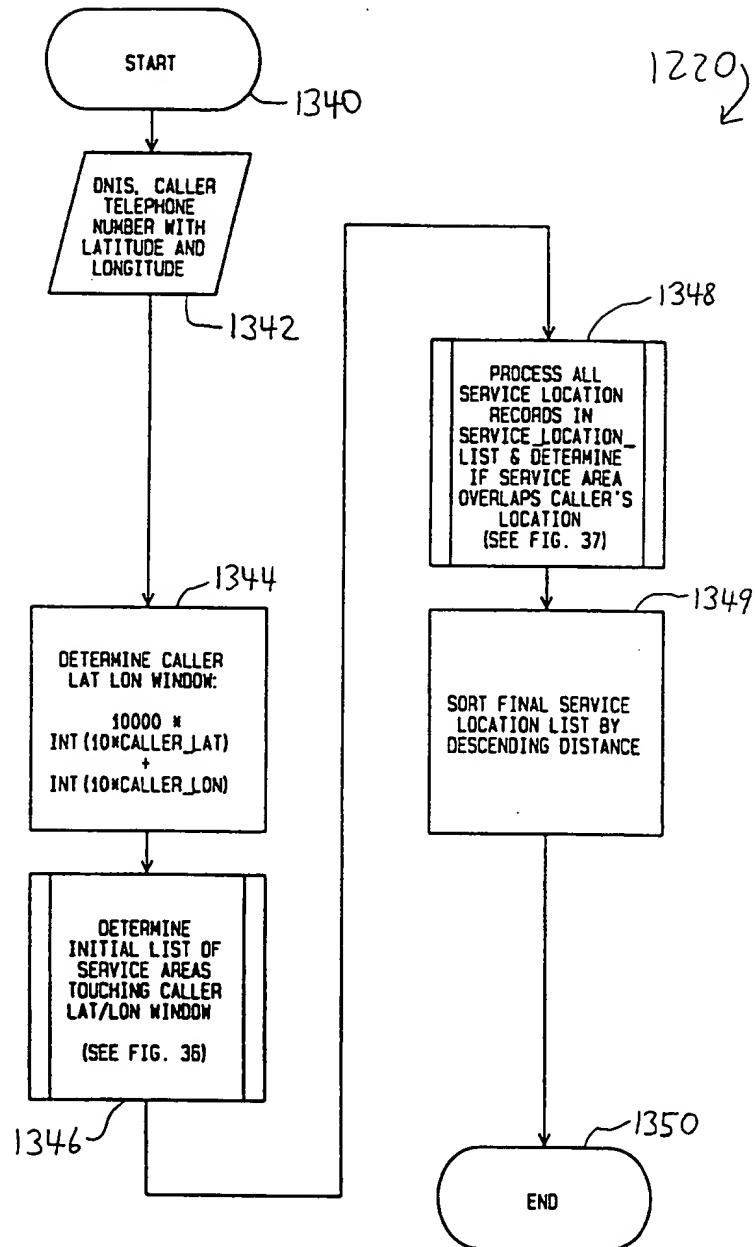 START
1340
1220
DNIS, CALLER
TELEPHONE
NUMBER WITH
LATITUDE AND
LONGITUDE
1342
1344
DETERMINE CALLER
LAT LON WINDOW:
10000 *
INT(10*CALLER_LAT)
+
INT(10*CALLER_LON)
DETERMINE
INITIAL LIST OF
SERVICE AREAS
TOUCHING CALLER
LAT/LON WINDOW
(SEE FIG. 36)
1346
1348
PROCESS ALL
SERVICE LOCATION
RECORDS IN
SERVICE_LOCATION_
LIST & DETERMINE
IF SERVICE AREA
OVERLAPS CALLER'S
LOCATION
(SEE FIG. 37)
1349
SORT FINAL SERVICE
LOCATION LIST BY
DESCENDING DISTANCE
1350
END